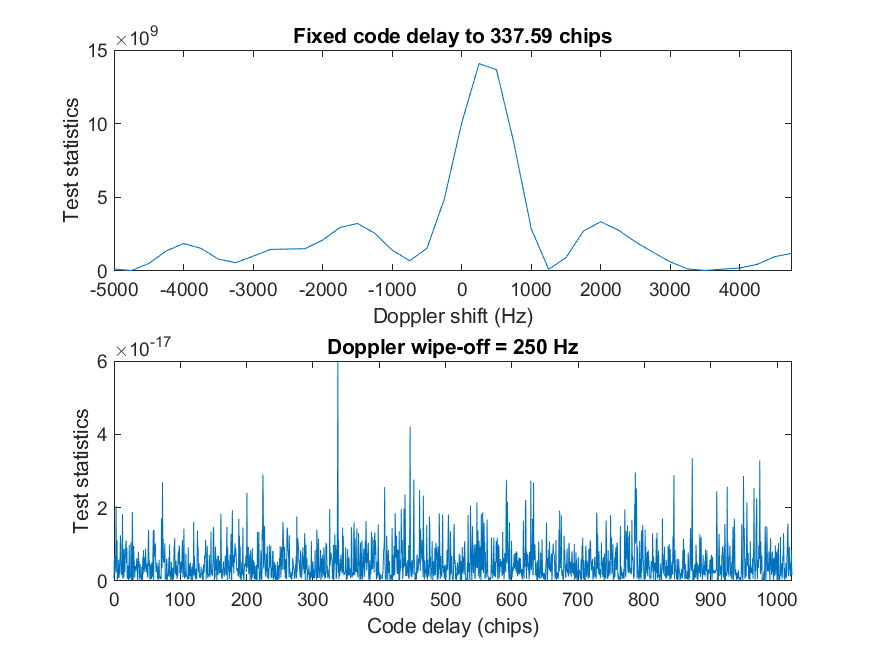 ×10^9
Fixed code delay to 337.59 chips
15
10
5
0
Test statistics
-5000 -4000 -3000 -2000 -1000 0 1000 2000 3000 4000
Doppler shift (Hz)
×10^-17
Doppler wipe-off = 250 Hz
6
4
2
0
Test statistics
0 100 200 300 400 500 600 700 800 900 1000
Code delay (chips)